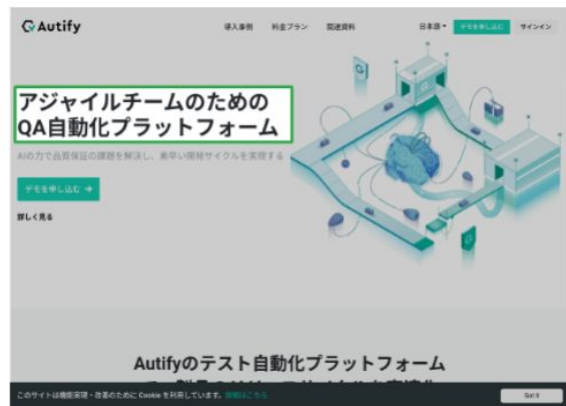 Autify
導入事例 料金プラン 関連資料 日本語 デモを申し込む サインイン
アジャイルチームのための
QA自動化プラットフォーム
AIの力で品質保証の課題を解決し、素早い開発サイクルを実現する
デモを申し込む →
詳しく見る
Autifyのテスト自動化プラットフォーム
このサイトは機能実現・改善のために Cookie を利用しています。詳細はこちら
Got it